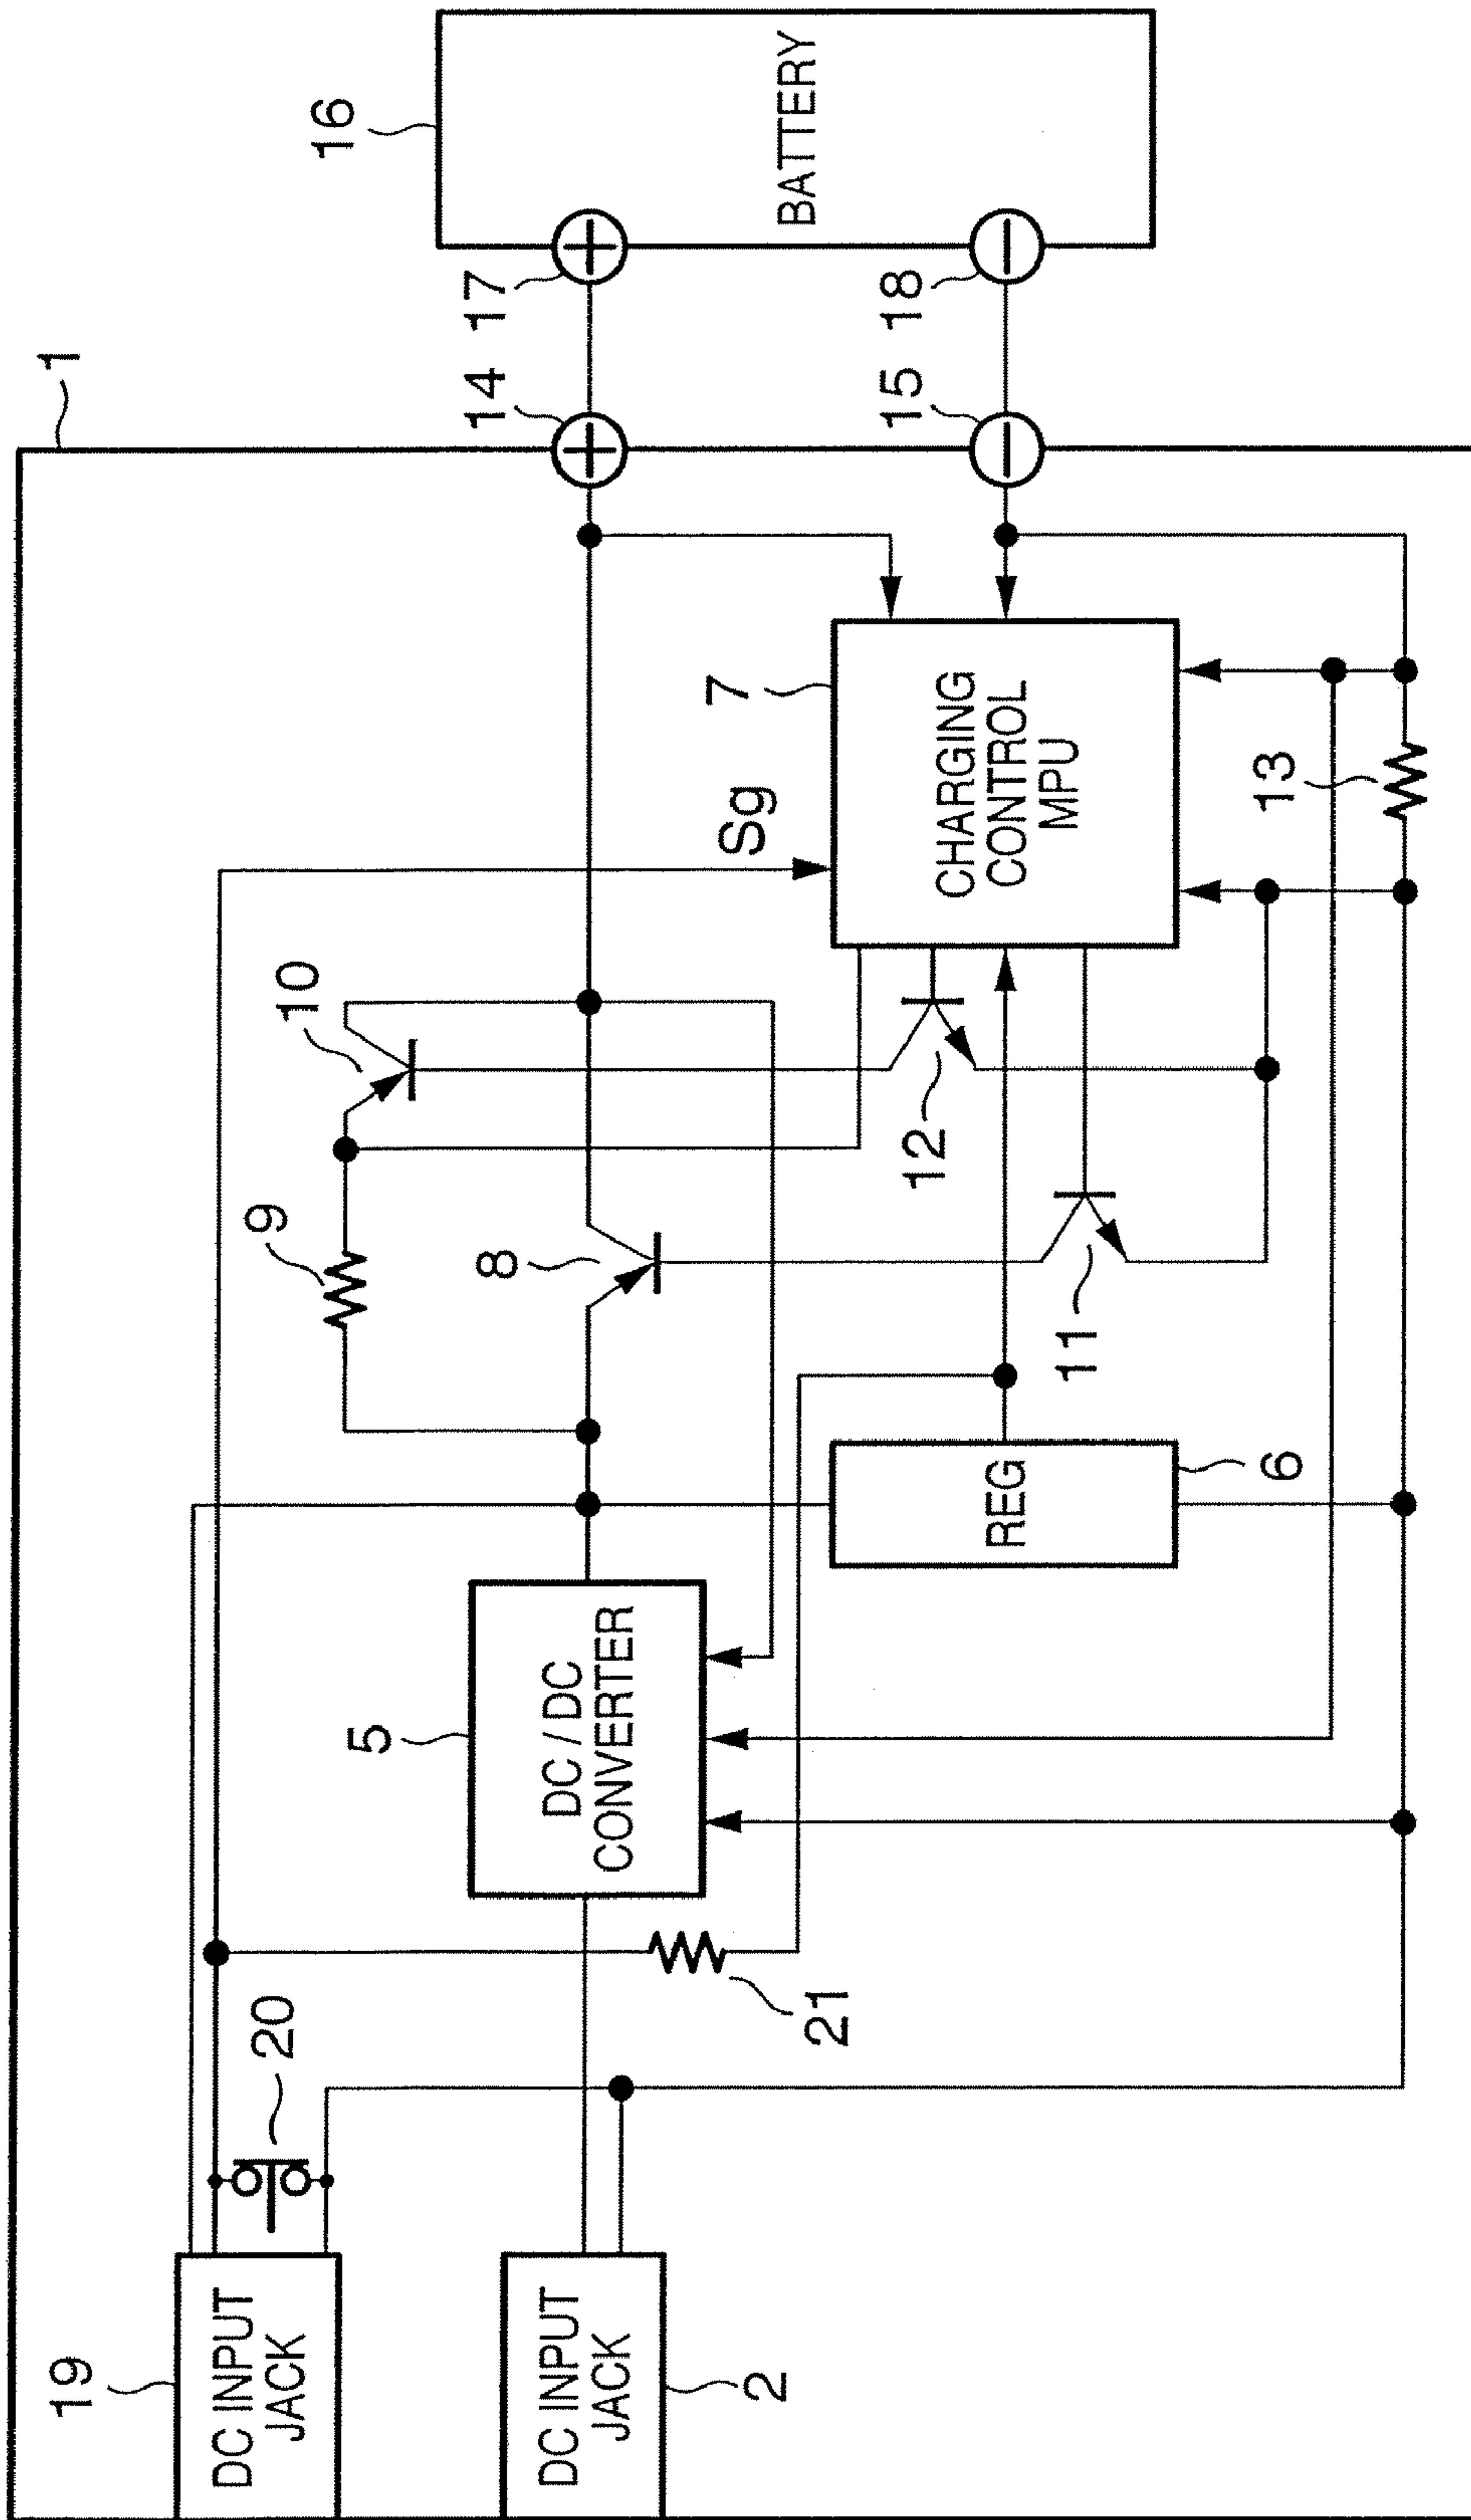 1
19
DC INPUT
JACK
20
9
10
16
BATTERY
17
14
18
15
5
DC / DC
CONVERTER
8
Sg
7
CHARGING
CONTROL
MPU
12
11
13
DC INPUT
JACK
2
21
REG
6